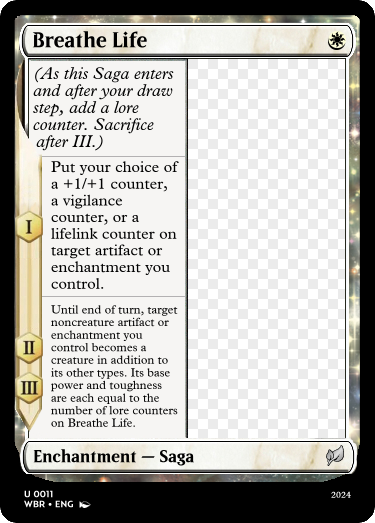 Breathe Life
(As this Saga enters
and after your draw
step, add a lore
counter. Sacrifice
after III.)
I
Put your choice of
a +1/+1 counter,
a vigilance
counter, or a
lifelink counter on
target artifact or
enchantment you
control.
II
III
Until end of turn, target
noncreature artifact or
enchantment you
control becomes a
creature in addition to
its other types. Its base
power and toughness
are each equal to the
number of lore counters
on Breathe Life.
Enchantment — Saga
U 0011
WBR • ENG
2024